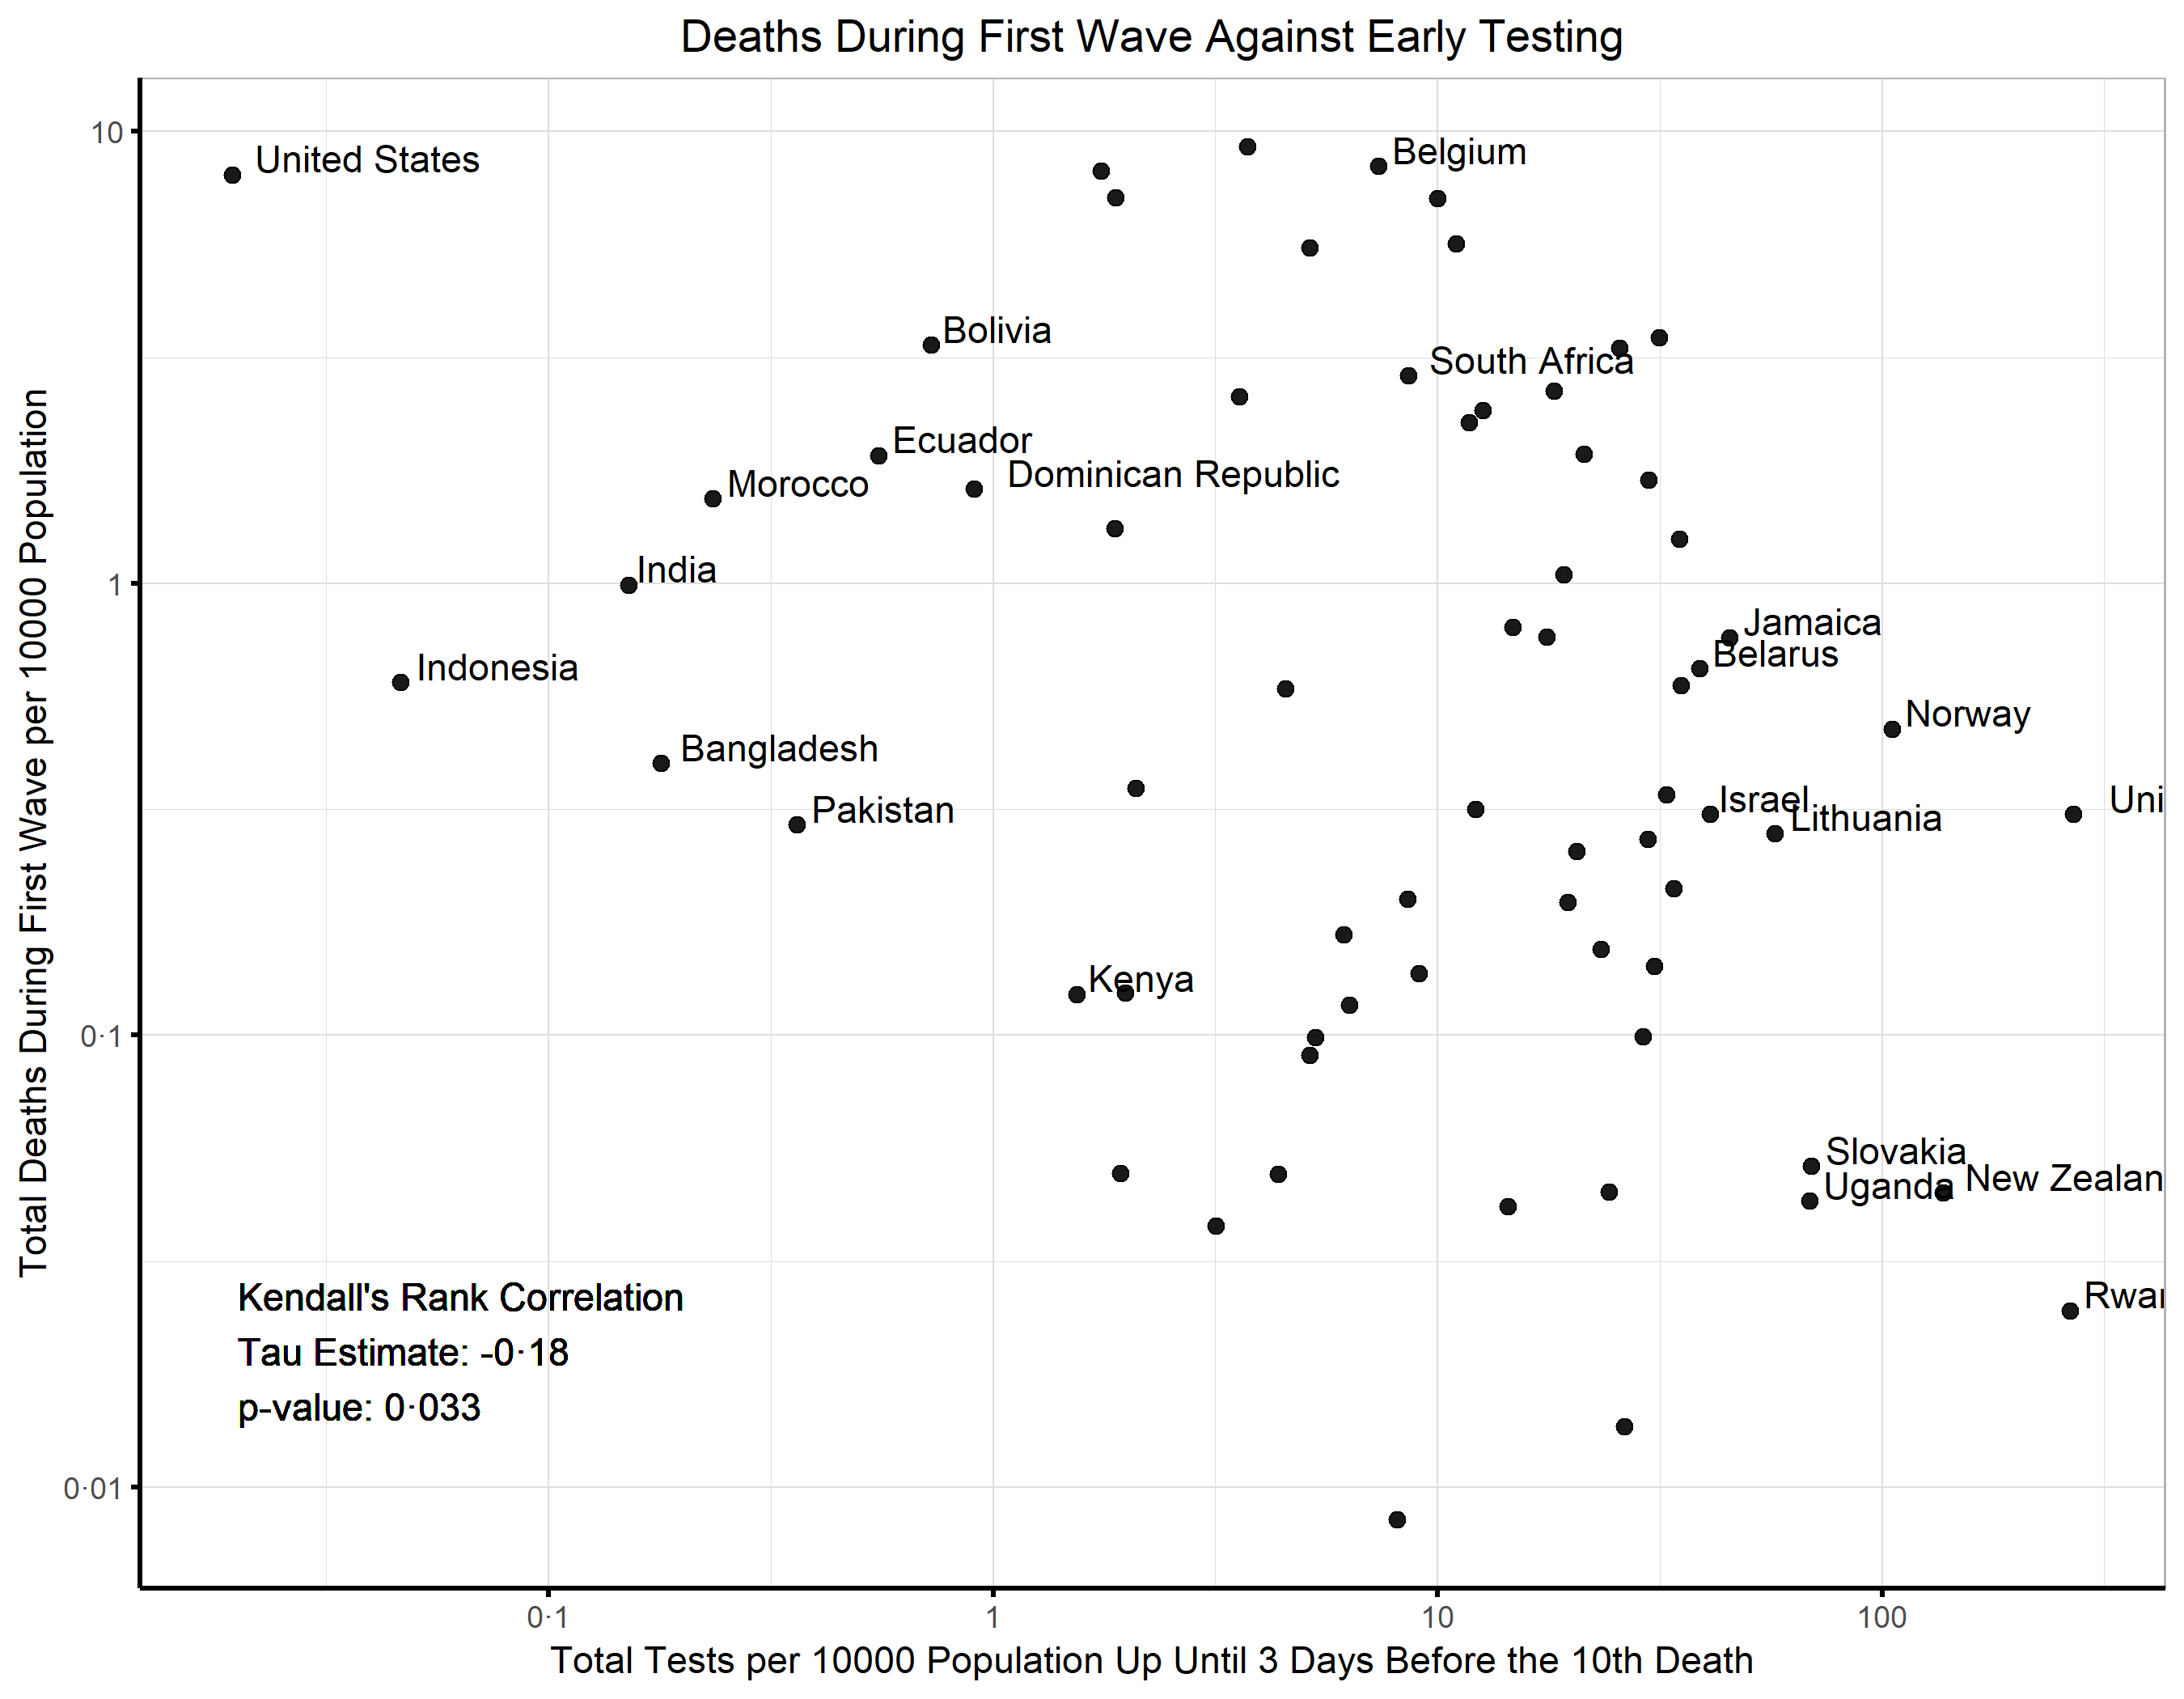 Deaths During First Wave Against Early Testing
Total Deaths During First Wave per 10000 Population
10
1
0·1
0·01
United States
Belgium
Bolivia
South Africa
Ecuador
Dominican Republic
Morocco
India
Jamaica
Belarus
Indonesia
Norway
Bangladesh
Pakistan
Israel
Uni
Lithuania
Kenya
Slovakia
New Zealan
Uganda
Rwan
Kendall's Rank Correlation
Tau Estimate: -0·18
p-value: 0·033
0·1
1
10
100
Total Tests per 10000 Population Up Until 3 Days Before the 10th Death